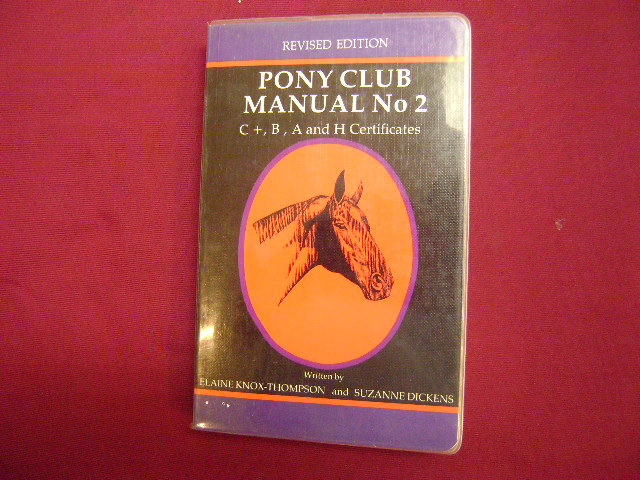 REVISED EDITION
PONY CLUB
MANUAL No 2
C +, B , A and H Certificates
Written by
ELAINE KNOX-THOMPSON and SUZANNE DICKENS